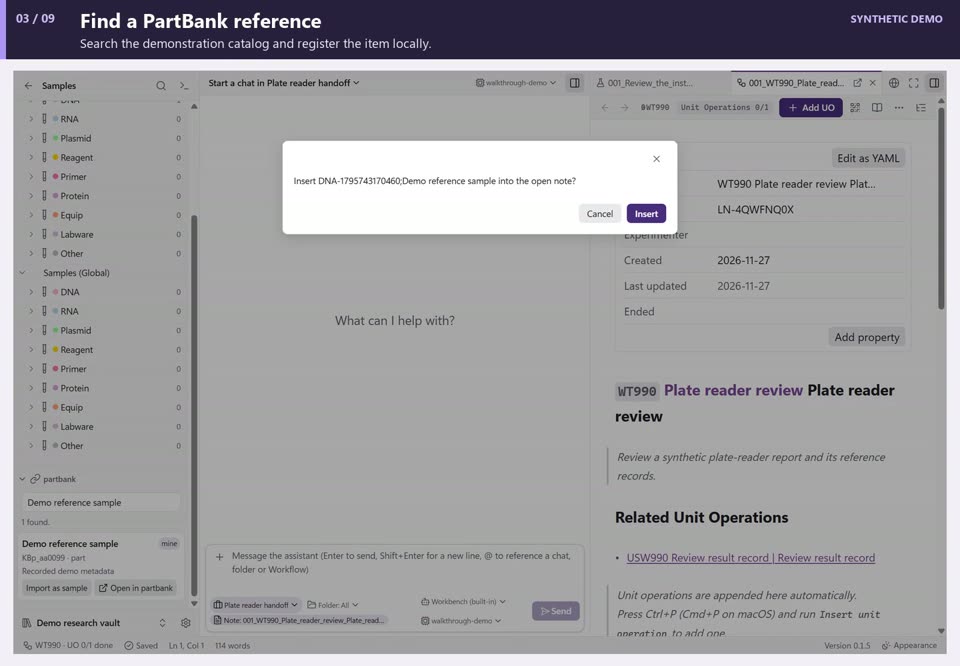 03 / 09
Find a PartBank reference
Search the demonstration catalog and register the item locally.
SYNTHETIC DEMO
Samples
DNA 0
RNA 0
Plasmid 0
Reagent 0
Primer 0
Protein 0
Equip 0
Labware 0
Other 0
Samples (Global)
DNA 0
RNA 0
Plasmid 0
Reagent 0
Primer 0
Protein 0
Equip 0
Labware 0
Other 0
partbank
Demo reference sample
1 found.
Demo reference sample mine
KBp_aa0099 · part
Recorded demo metadata
Import as sample Open in partbank
Demo research vault
Start a chat in Plate reader handoff
walkthrough-demo
Insert DNA-1795743170460;Demo reference sample into the open note?
Cancel Insert
What can I help with?
Message the assistant (Enter to send, Shift+Enter for a new line, @ to reference a chat,
folder or Workflow)
Plate reader handoff Folder: All Workbench (built-in)
Note: 001_WT990_Plate_reader_review_Plate_read... walkthrough-demo
Send
001_Review_the_inst... 001_WT990_Plate_read...
#WT990 Unit Operations 0/1 Add UO
Edit as YAML
WT990 Plate reader review Plat...
LN-4QWFNQ0X
Experimenter
Created 2026-11-27
Last updated 2026-11-27
Ended
Add property
WT990 Plate reader review Plate reader
review
Review a synthetic plate-reader report and its reference
records.
Related Unit Operations
• USW990 Review result record | Review result record
Unit operations are appended here automatically.
Press Ctrl+P (Cmd+P on macOS) and run Insert unit
operation to add one.
WT990 · UO 0/1 done Saved Ln 1, Col 1 114 words
Version 0.1.5 Appearance